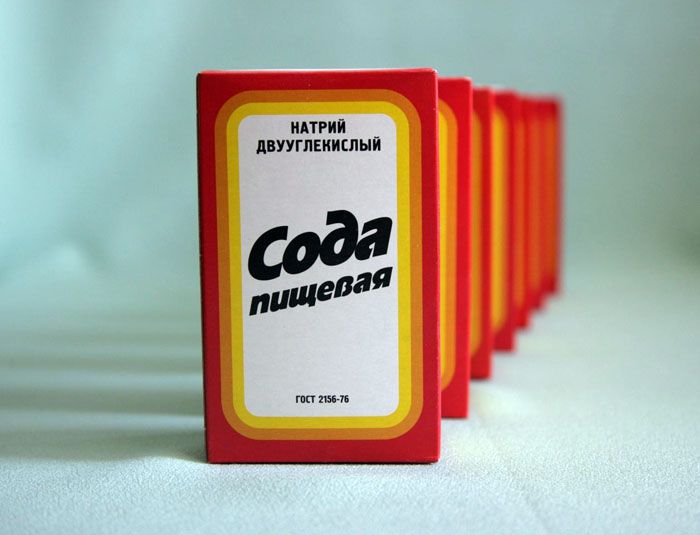 НАТРИЙ
ДВУУГЛЕКИСЛЫЙ
Сода
пищевая
ГОСТ 2156-76